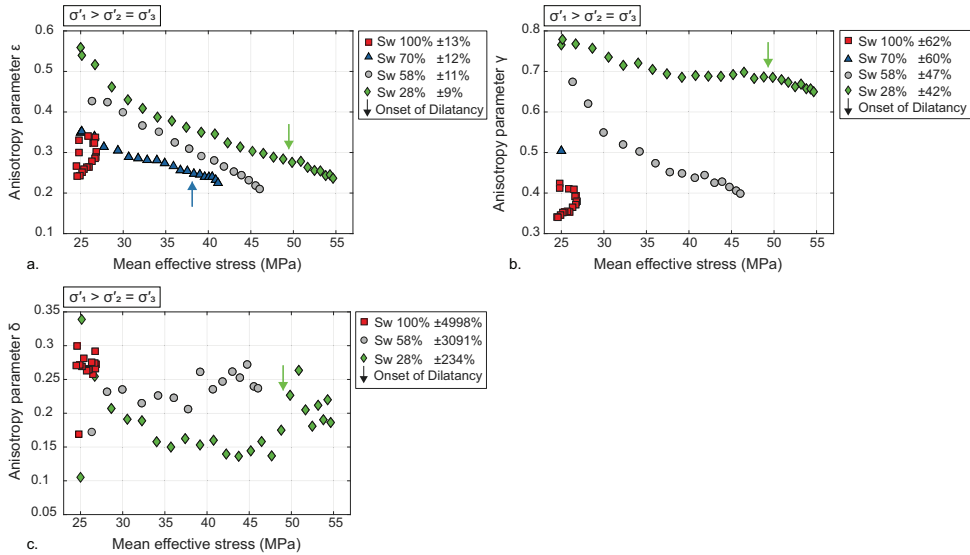 σ'₁ > σ'₂ = σ'₃
0.6
0.5
0.4
0.3
0.2
0.1
Anisotropy parameter ε
25 30 35 40 45 50 55
Mean effective stress (MPa)
a.
Sw 100% ±13%
Sw 70% ±12%
Sw 58% ±11%
Sw 28% ±9%
Onset of Dilatancy
σ'₁ > σ'₂ = σ'₃
0.8
0.7
0.6
0.5
0.4
0.3
Anisotropy parameter γ
25 30 35 40 45 50 55
Mean effective stress (MPa)
b.
Sw 100% ±62%
Sw 70% ±60%
Sw 58% ±47%
Sw 28% ±42%
Onset of Dilatancy
σ'₁ > σ'₂ = σ'₃
0.35
0.3
0.25
0.2
0.15
0.1
0.05
Anisotropy parameter δ
25 30 35 40 45 50 55
Mean effective stress (MPa)
c.
Sw 100% ±4998%
Sw 58% ±3091%
Sw 28% ±234%
Onset of Dilatancy